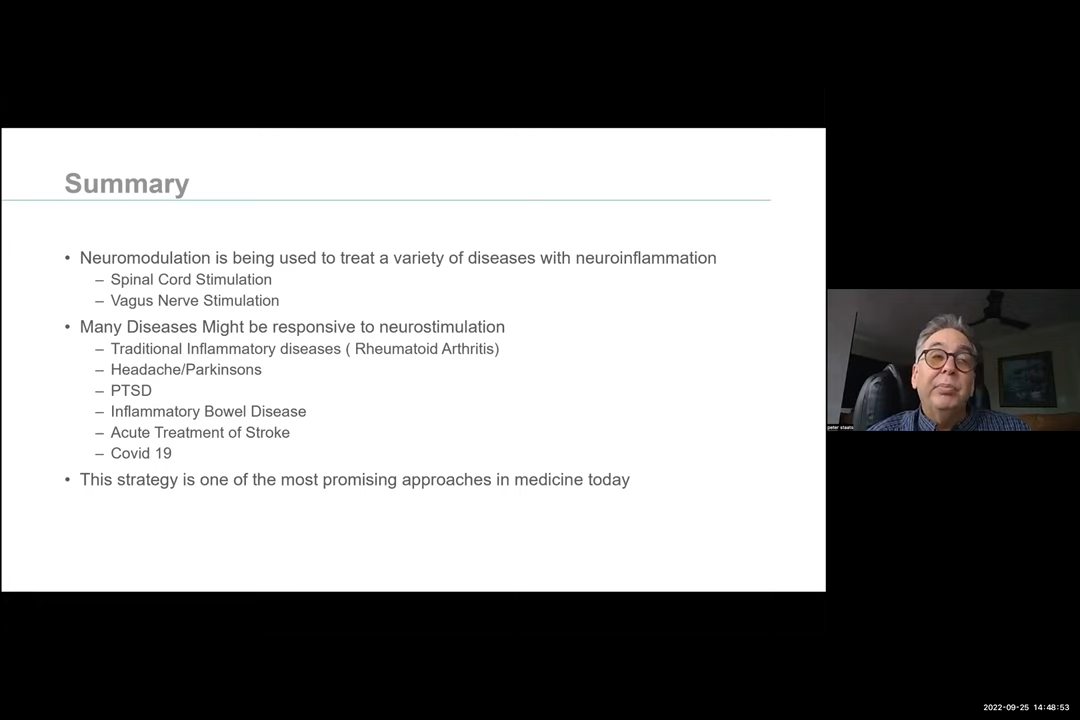 Summary
• Neuromodulation is being used to treat a variety of diseases with neuroinflammation
– Spinal Cord Stimulation
– Vagus Nerve Stimulation
• Many Diseases Might be responsive to neurostimulation
– Traditional Inflammatory diseases ( Rheumatoid Arthritis)
– Headache/Parkinsons
– PTSD
– Inflammatory Bowel Disease
– Acute Treatment of Stroke
– Covid 19
• This strategy is one of the most promising approaches in medicine today
peter staats
2022-09-25 14:48:53